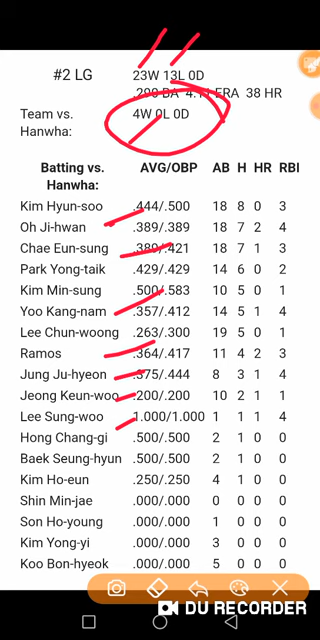 #2 LG 23W 13L 0D
.299 BA 4.11 ERA 38 HR
Team vs. 4W 0L 0D
Hanwha:
Batting vs. AVG/OBP AB H HR RBI
Hanwha:
Kim Hyun-soo .444/.500 18 8 0 3
Oh Ji-hwan .389/.389 18 7 2 4
Chae Eun-sung .389/.421 18 7 1 3
Park Yong-taik .429/.429 14 6 0 2
Kim Min-sung .500/.583 10 5 0 1
Yoo Kang-nam .357/.412 14 5 1 4
Lee Chun-woong .263/.300 19 5 0 1
Ramos .364/.417 11 4 2 3
Jung Ju-hyeon .375/.444 8 3 1 4
Jeong Keun-woo .200/.200 10 2 1 1
Lee Sung-woo 1.000/1.000 1 1 1 4
Hong Chang-gi .500/.500 2 1 0 0
Baek Seung-hyun .500/.500 2 1 0 0
Kim Ho-eun .250/.250 4 1 0 0
Shin Min-jae .000/.000 0 0 0 0
Son Ho-young .000/.000 1 0 0 0
Kim Yong-yi .000/.000 3 0 0 0
Koo Bon-hyeok .000/.000 5 0 0 0
DU RECORDER